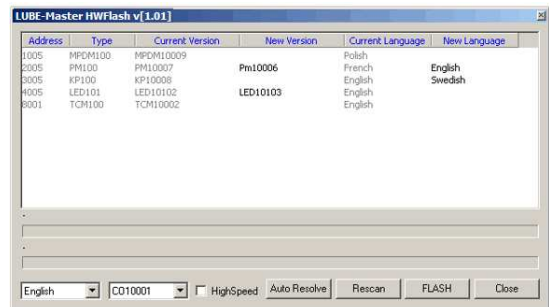 LUBE-Master HWFlash v[1.01]
Address Type Current Version New Version Current Language New Language
1005 MPDM100 MPDM10009 Polish
2005 PM100 PM10007 Pm10006 French English
3005 KP100 KP10008 English Swedish
4005 LED101 LED10102 LED10103 English
8001 TCM100 TCM10002 English
.
.
English CO10001 HighSpeed Auto Resolve Rescan FLASH Close